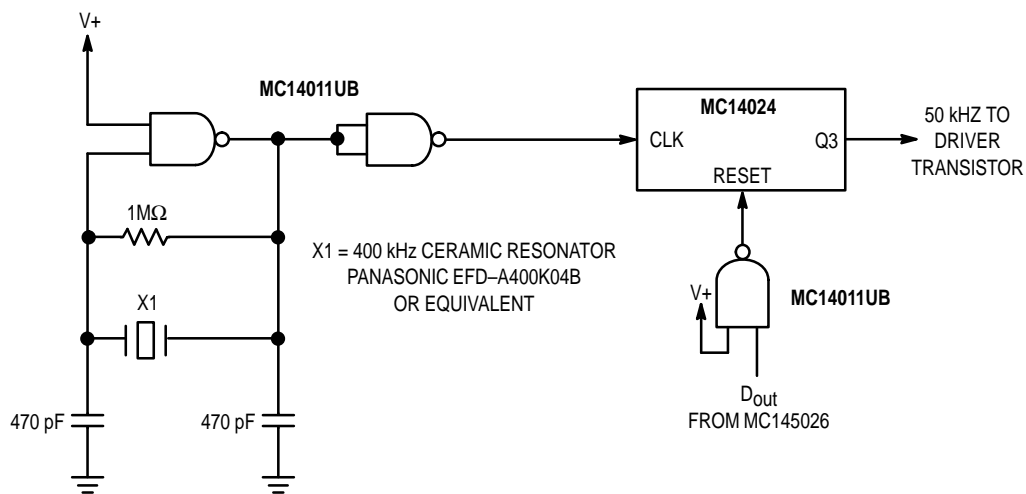 V+
MC14011UB
MC14024
CLK
Q3
RESET
50 kHZ TO
DRIVER
TRANSISTOR
1MΩ
X1 = 400 kHz CERAMIC RESONATOR
PANASONIC EFD–A400K04B
OR EQUIVALENT
X1
V+
MC14011UB
470 pF
470 pF
Dout
FROM MC145026